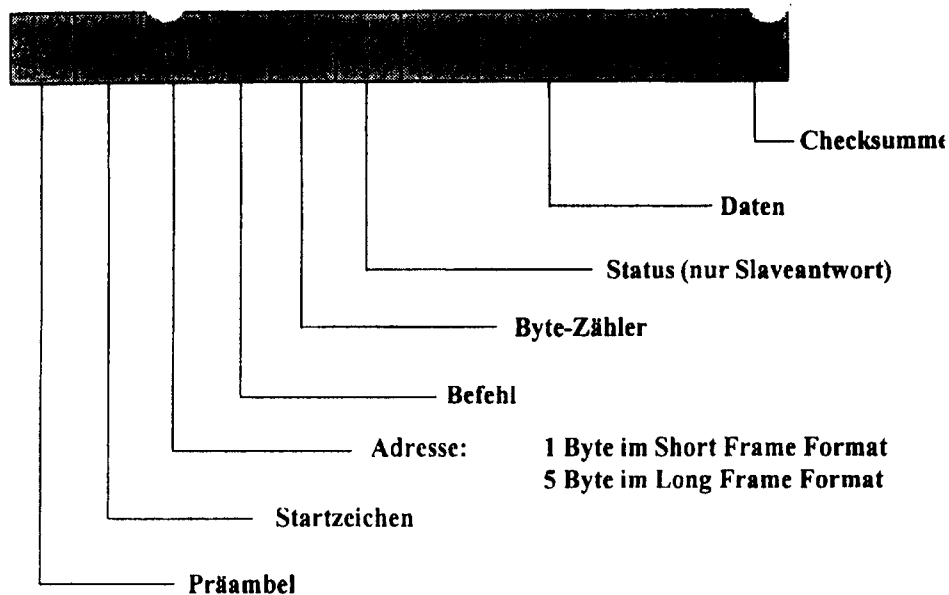 Checksumme
Daten
Status (nur Slaveantwort)
Byte-Zähler
Befehl
Adresse: 1 Byte im Short Frame Format
5 Byte im Long Frame Format
Startzeichen
Präambel